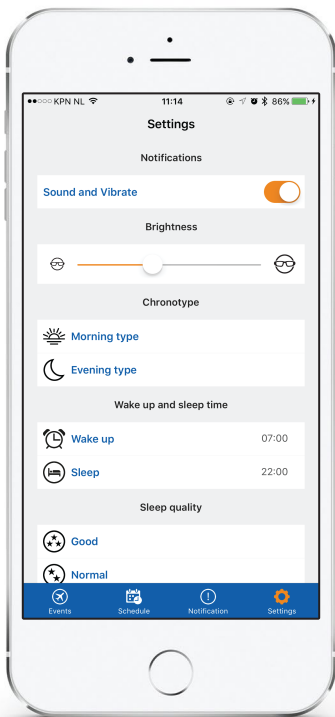 KPN NL 11:14 86%
Settings
Notifications
Sound and Vibrate
Brightness
Chronotype
Morning type
Evening type
Wake up and sleep time
Wake up 07:00
Sleep 22:00
Sleep quality
Good
Normal
Events Schedule Notification Settings